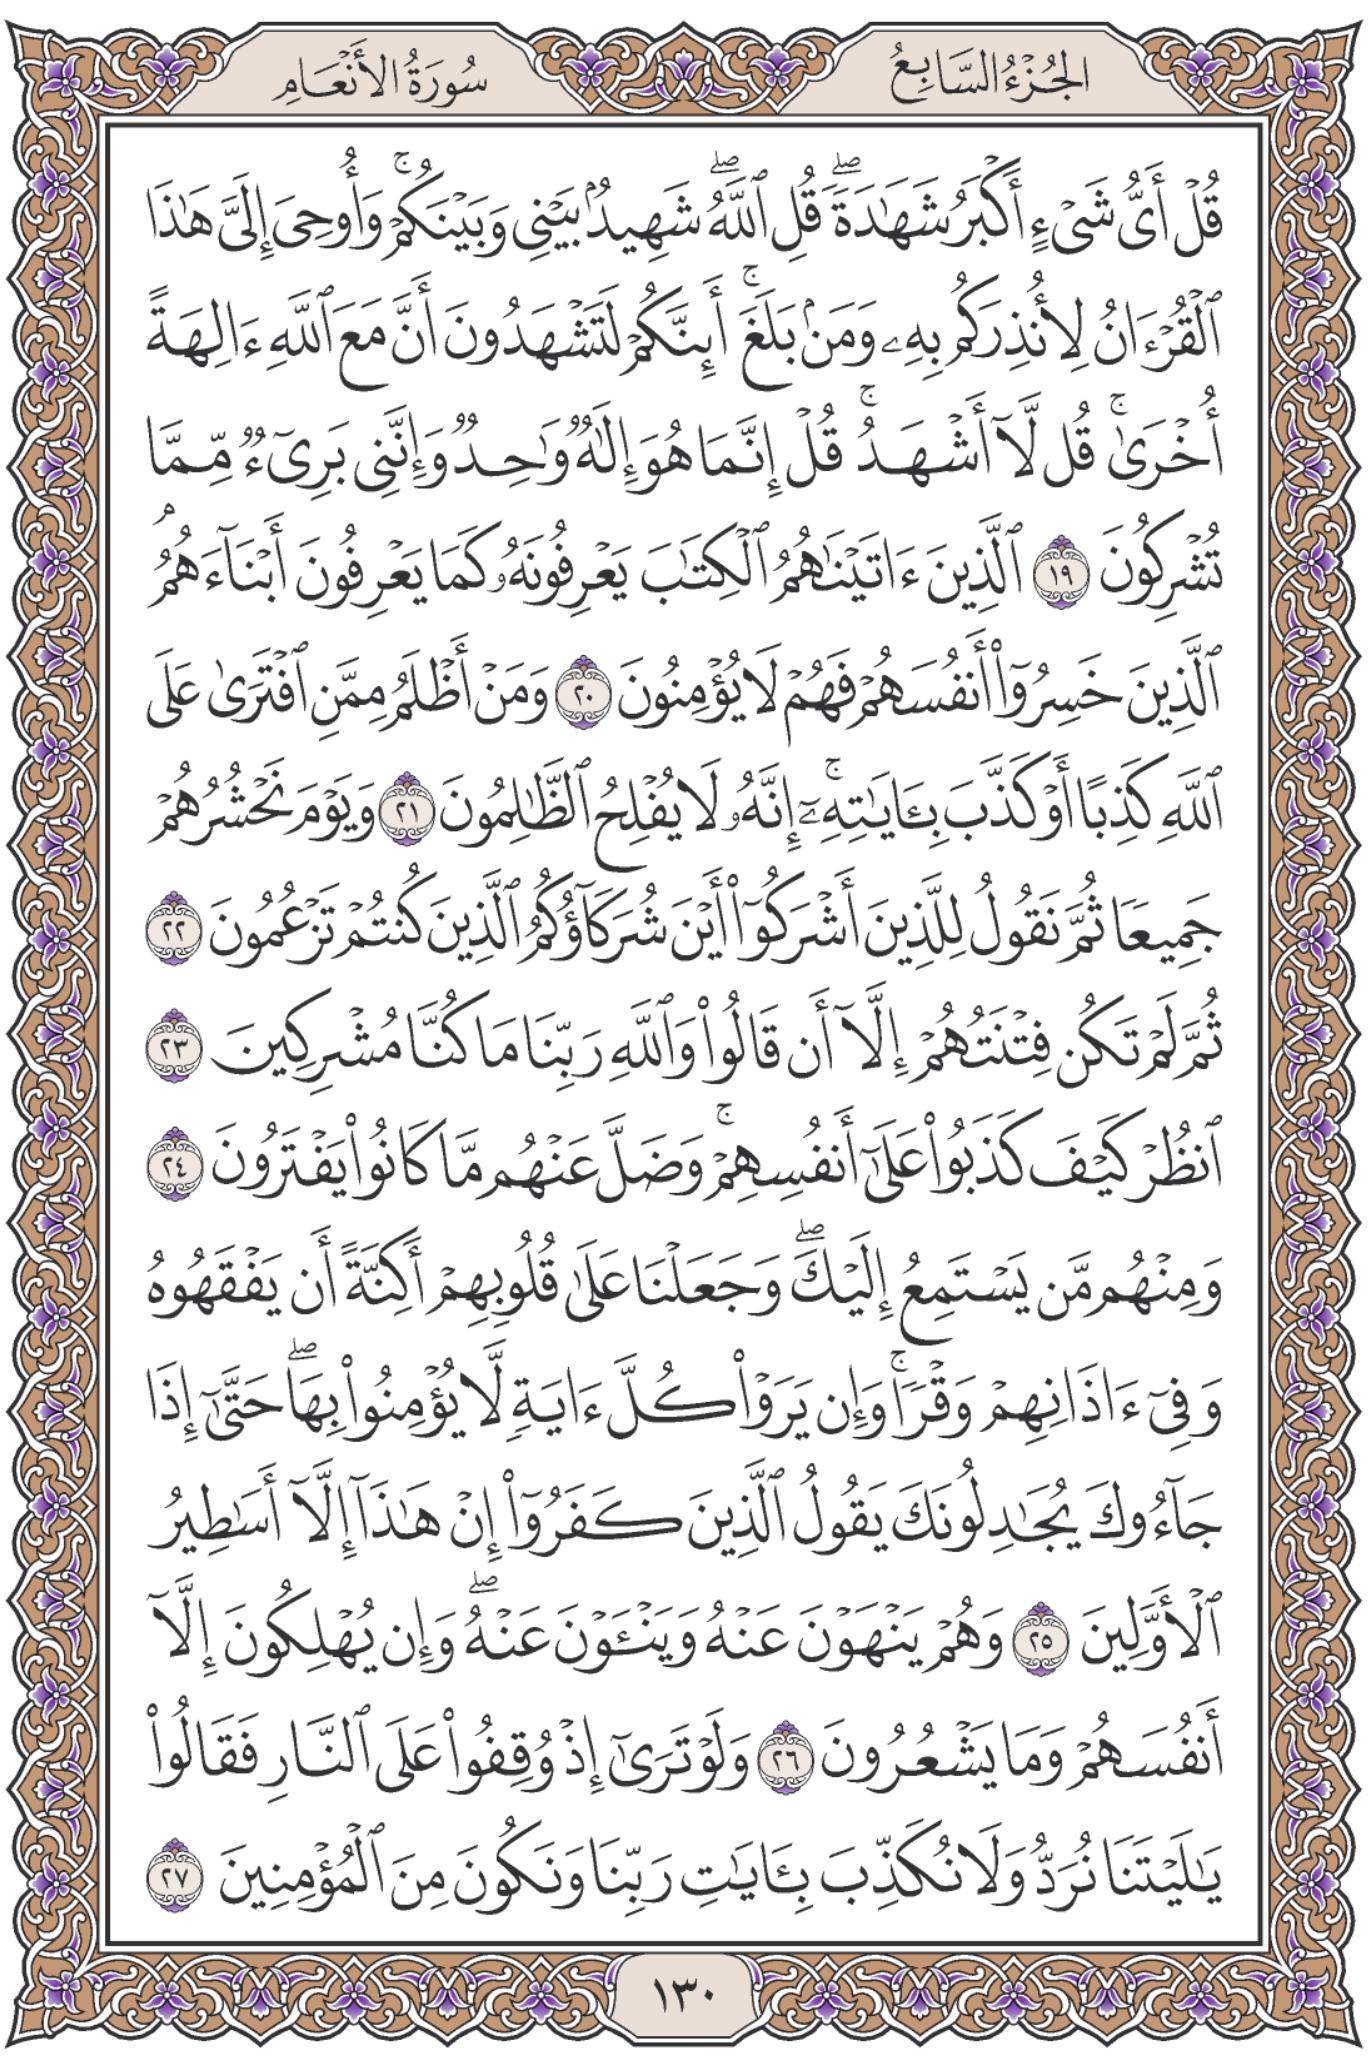 الجُزْءُ السَّابِعُ
سُورَةُ الأَنْعَامِ
قُلْ أَيُّ شَيْءٍ أَكْبَرُ شَهَٰدَةٗۖ قُلِ ٱللَّهُۖ شَهِيدُۢ بَيْنِي وَبَيْنَكُمْۚ وَأُوحِيَ إِلَيَّ هَٰذَا
ٱلْقُرْءَانُ لِأُنذِرَكُم بِهِۦ وَمَنۢ بَلَغَۚ أَئِنَّكُمْ لَتَشْهَدُونَ أَنَّ مَعَ ٱللَّهِ ءَالِهَةً
أُخْرَىٰۚ قُل لَّآ أَشْهَدُۚ قُلْ إِنَّمَا هُوَ إِلَٰهٞ وَٰحِدٞ وَإِنَّنِي بَرِيٓءٞ مِّمَّا
تُشْرِكُونَ ١٩ ٱلَّذِينَ ءَاتَيْنَٰهُمُ ٱلْكِتَٰبَ يَعْرِفُونَهُۥ كَمَا يَعْرِفُونَ أَبْنَآءَهُمُۘ
ٱلَّذِينَ خَسِرُوٓاْ أَنفُسَهُمْ فَهُمْ لَا يُؤْمِنُونَ ٢٠ وَمَنْ أَظْلَمُ مِمَّنِ ٱفْتَرَىٰ عَلَى
ٱللَّهِ كَذِبًا أَوْ كَذَّبَ بِـَٔايَٰتِهِۦٓۚ إِنَّهُۥ لَا يُفْلِحُ ٱلظَّٰلِمُونَ ٢١ وَيَوْمَ نَحْشُرُهُمْ
جَمِيعٗا ثُمَّ نَقُولُ لِلَّذِينَ أَشْرَكُوٓاْ أَيْنَ شُرَكَآؤُكُمُ ٱلَّذِينَ كُنتُمْ تَزْعُمُونَ ٢٢
ثُمَّ لَمْ تَكُن فِتْنَتُهُمْ إِلَّآ أَن قَالُواْ وَٱللَّهِ رَبِّنَا مَا كُنَّا مُشْرِكِينَ ٢٣
ٱنظُرْ كَيْفَ كَذَبُواْ عَلَىٰٓ أَنفُسِهِمْۚ وَضَلَّ عَنْهُم مَّا كَانُواْ يَفْتَرُونَ ٢٤
وَمِنْهُم مَّن يَسْتَمِعُ إِلَيْكَۖ وَجَعَلْنَا عَلَىٰ قُلُوبِهِمْ أَكِنَّةً أَن يَفْقَهُوهُ
وَفِيٓ ءَاذَانِهِمْ وَقْرٗاۚ وَإِن يَرَوْاْ كُلَّ ءَايَةٖ لَّا يُؤْمِنُواْ بِهَاۖ حَتَّىٰٓ إِذَا
جَآءُوكَ يُجَٰدِلُونَكَ يَقُولُ ٱلَّذِينَ كَفَرُوٓاْ إِنْ هَٰذَآ إِلَّآ أَسَٰطِيرُ
ٱلْأَوَّلِينَ ٢٥ وَهُمْ يَنْهَوْنَ عَنْهُ وَيَنْـَٔوْنَ عَنْهُۖ وَإِن يُهْلِكُونَ إِلَّآ
أَنفُسَهُمْ وَمَا يَشْعُرُونَ ٢٦ وَلَوْ تَرَىٰٓ إِذْ وُقِفُواْ عَلَى ٱلنَّارِ فَقَالُواْ
يَٰلَيْتَنَا نُرَدُّ وَلَا نُكَذِّبَ بِـَٔايَٰتِ رَبِّنَا وَنَكُونَ مِنَ ٱلْمُؤْمِنِينَ ٢٧
١٣٠